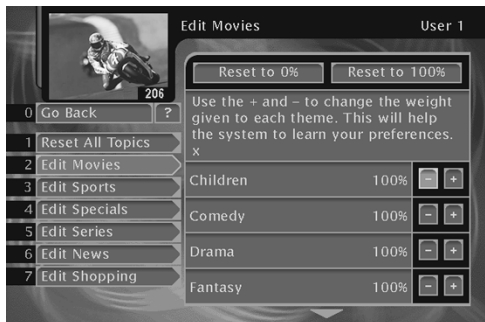 Edit Movies User 1
206
0 Go Back ?
1 Reset All Topics
2 Edit Movies
3 Edit Sports
4 Edit Specials
5 Edit Series
6 Edit News
7 Edit Shopping
Reset to 0% Reset to 100%
Use the + and – to change the weight
given to each theme. This will help
the system to learn your preferences.
x
Children 100% – +
Comedy 100% – +
Drama 100% – +
Fantasy 100% – +